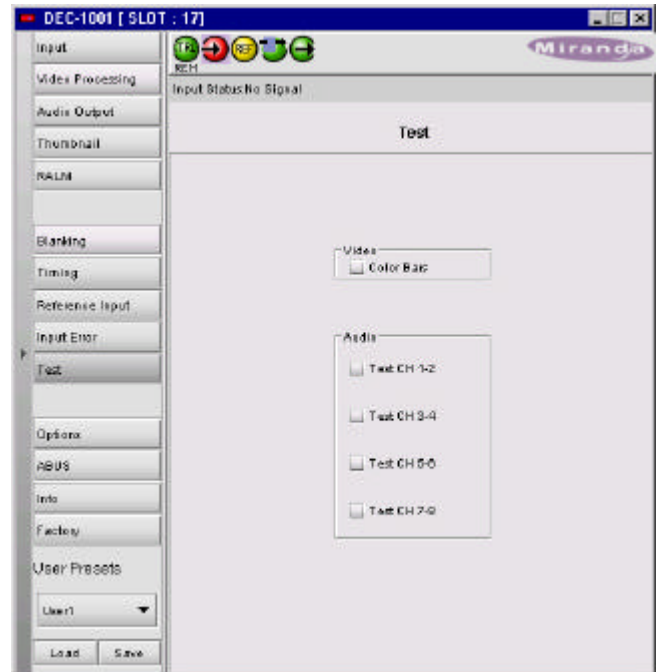 DEC-1001 [ SLOT : 17]
Input
Video Processing
Audio Output
Thumbnail
RALM
Blanking
Timing
Reference Input
Input Error
Test
Options
ABUS
Info
Factory
User Presets
User1
Load Save
CTRL REF
REM
Miranda
Input Status:No Signal
Test
Video
Color Bars
Audio
Test CH 1-2
Test CH 3-4
Test CH 5-6
Test CH 7-8